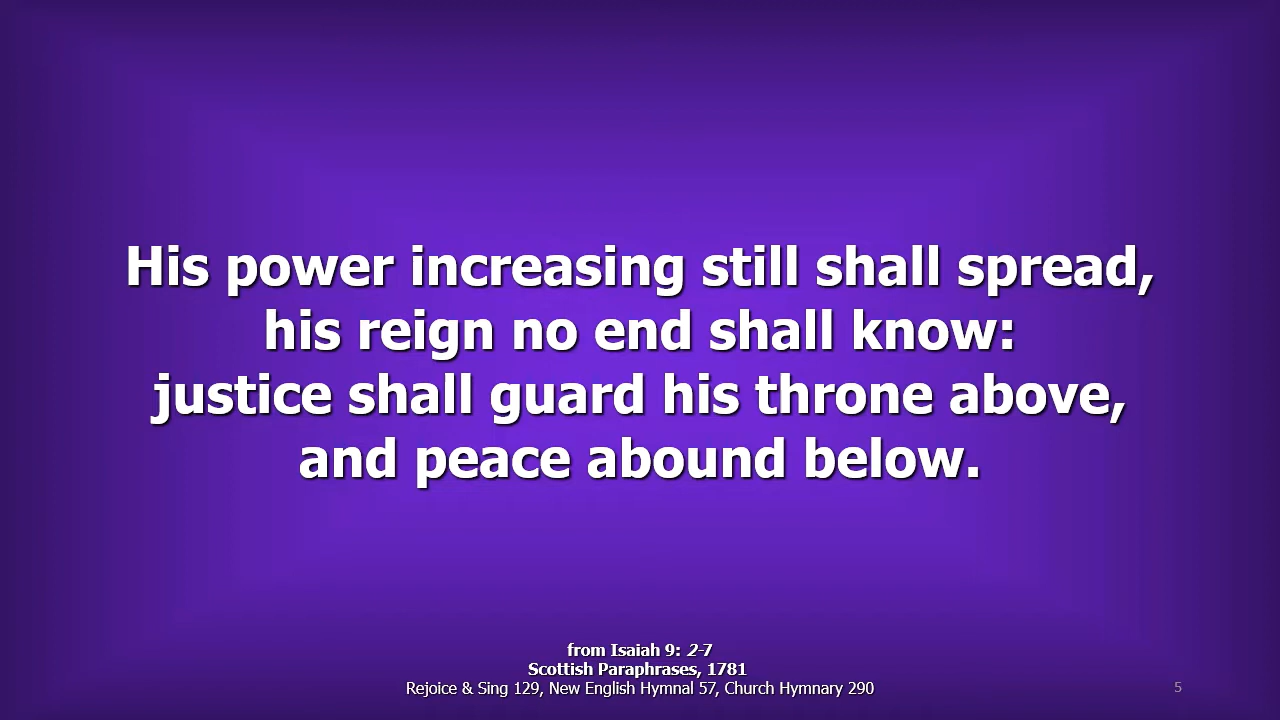 His power increasing still shall spread,
his reign no end shall know:
justice shall guard his throne above,
and peace abound below.
from Isaiah 9: 2-7
Scottish Paraphrases, 1781
Rejoice & Sing 129, New English Hymnal 57, Church Hymnary 290
5